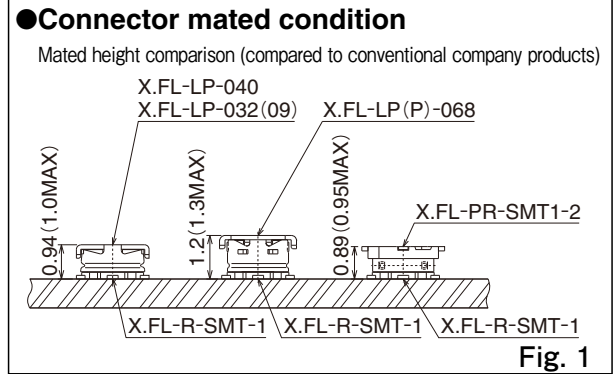 ●Connector mated condition
Mated height comparison (compared to conventional company products)
X.FL-LP-040
X.FL-LP-032(09)
X.FL-LP(P)-068
0.94(1.0MAX)
1.2(1.3MAX)
0.89(0.95MAX)
X.FL-PR-SMT1-2
X.FL-R-SMT-1
X.FL-R-SMT-1
X.FL-R-SMT-1
Fig. 1